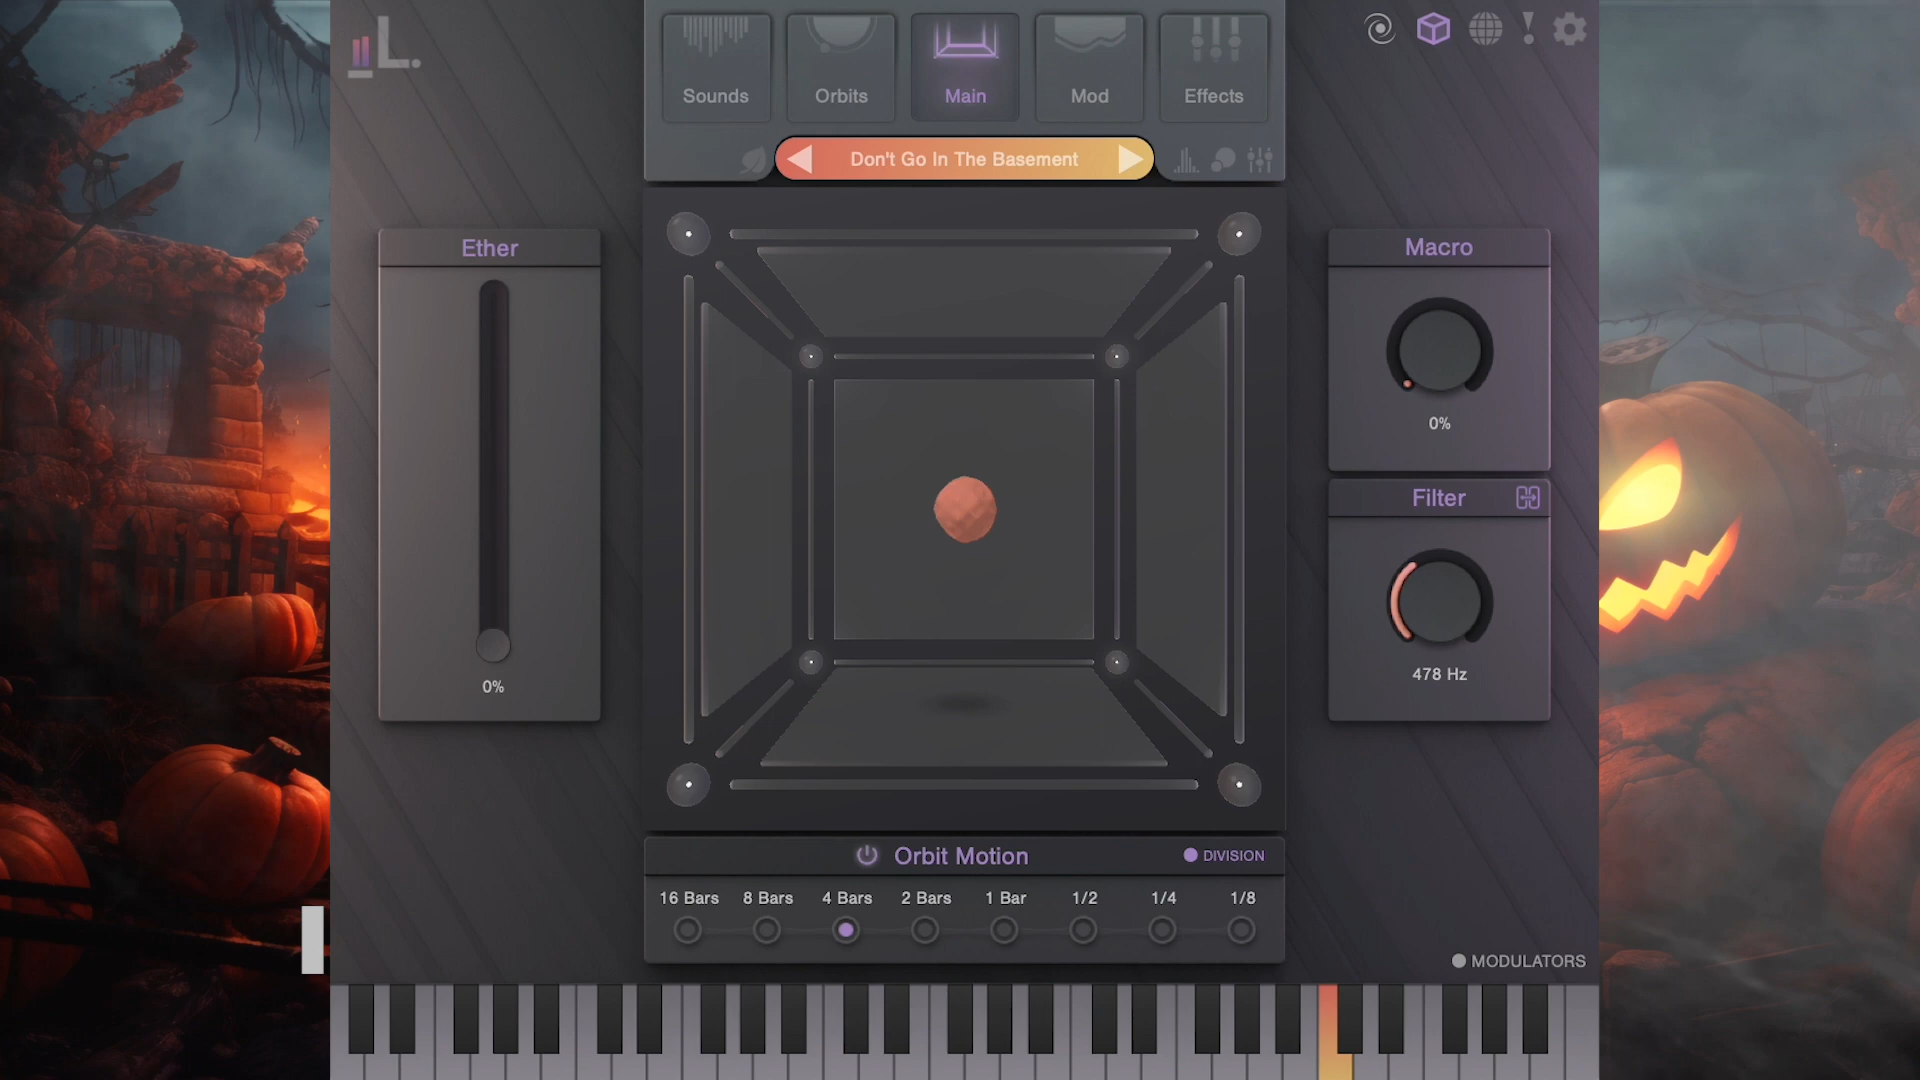 L.
Sounds
Orbits
Main
Mod
Effects
Don't Go In The Basement
Ether
0%
Macro
0%
Filter
478 Hz
Orbit Motion
DIVISION
16 Bars
8 Bars
4 Bars
2 Bars
1 Bar
1/2
1/4
1/8
MODULATORS